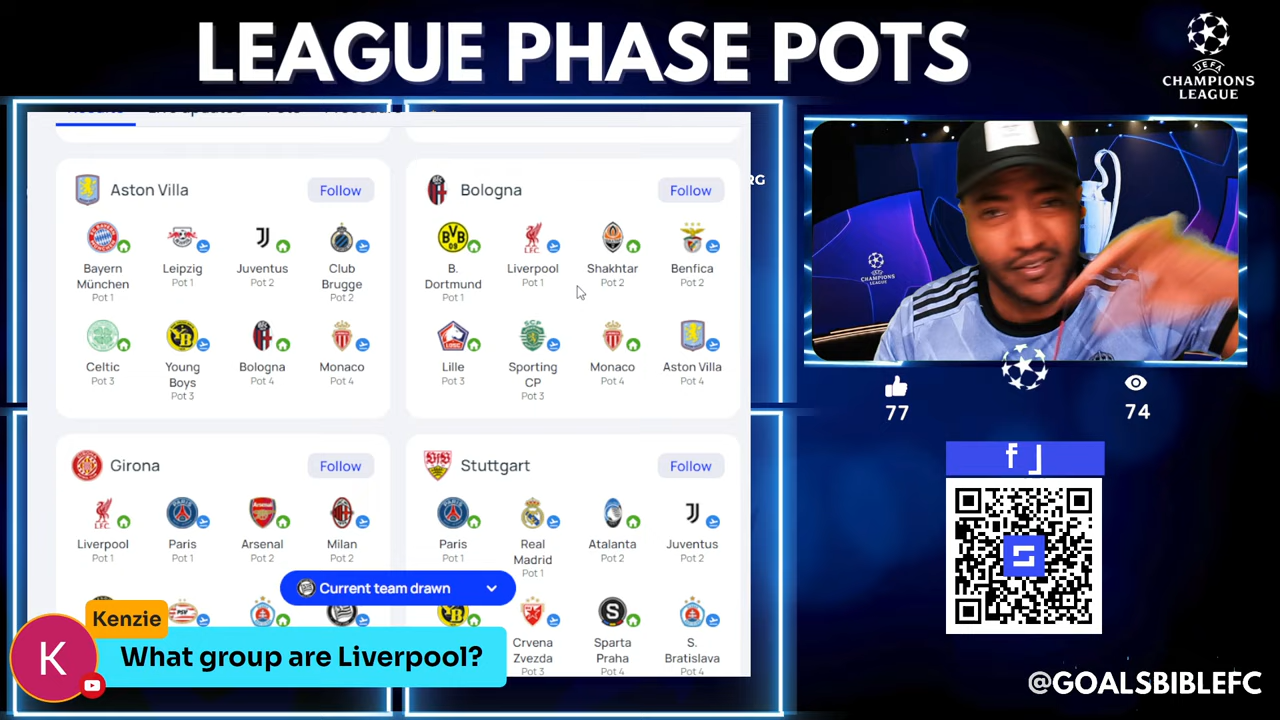 LEAGUE PHASE POTS
UEFA
CHAMPIONS
LEAGUE
Aston Villa
Follow
Bayern
München
Pot 1
Leipzig
Pot 1
Juventus
Pot 2
Club
Brugge
Pot 2
Celtic
Pot 3
Young
Boys
Pot 3
Bologna
Pot 4
Monaco
Pot 4
Bologna
Follow
B.
Dortmund
Pot 1
Liverpool
Pot 1
Shakhtar
Pot 2
Benfica
Pot 2
Lille
Pot 3
Sporting
CP
Pot 3
Monaco
Pot 4
Aston Villa
Pot 4
Girona
Follow
Liverpool
Pot 1
Paris
Pot 1
Arsenal
Pot 2
Milan
Pot 2
Stuttgart
Follow
Paris
Pot 1
Real
Madrid
Pot 1
Atalanta
Pot 2
Juventus
Pot 2
Crvena
Zvezda
Pot 3
Sparta
Praha
Pot 4
S.
Bratislava
Pot 4
Current team drawn
Kenzie
K
What group are Liverpool?
RG
CHAMPIONS
LEAGUE
77
74
@GOALSBIBLEFC